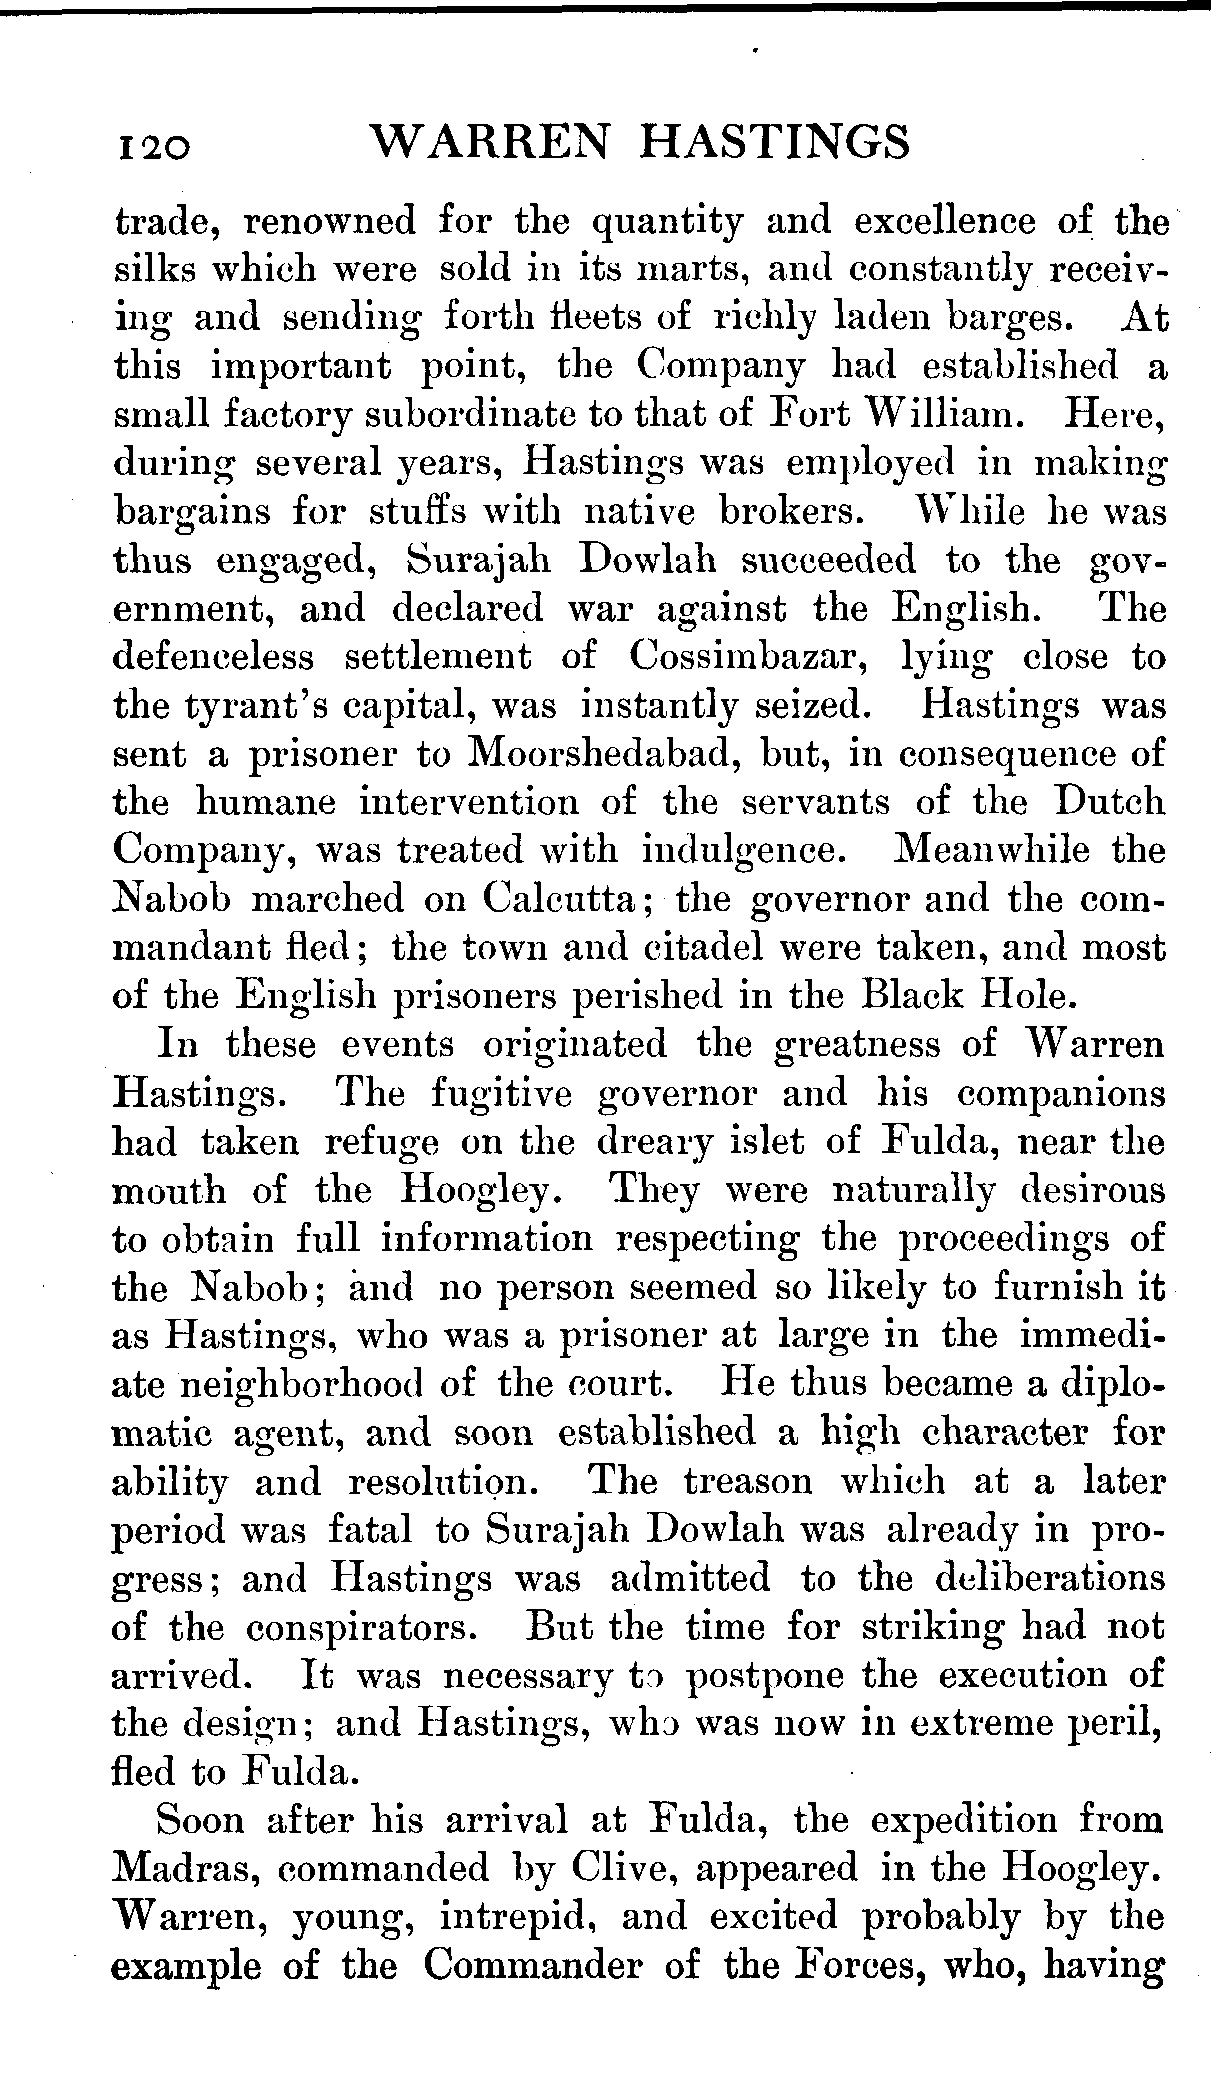 120 WARREN HASTINGS
trade, renowned for the quantity and excellence of the
silks which were sold in its marts, and constantly receiv-
ing and sending forth fleets of richly laden barges. At
this important point, the Company had established a
small factory subordinate to that of Fort William. Here,
during several years, Hastings was employed in making
bargains for stuffs with native brokers. While he was
thus engaged, Surajah Dowlah succeeded to the gov-
ernment, and declared war against the English. The
defenceless settlement of Cossimbazar, lying close to
the tyrant's capital, was instantly seized. Hastings was
sent a prisoner to Moorshedabad, but, in consequence of
the humane intervention of the servants of the Dutch
Company, was treated with indulgence. Meanwhile the
Nabob marched on Calcutta; the governor and the com-
mandant fled; the town and citadel were taken, and most
of the English prisoners perished in the Black Hole.
In these events originated the greatness of Warren
Hastings. The fugitive governor and his companions
had taken refuge on the dreary islet of Fulda, near the
mouth of the Hoogley. They were naturally desirous
to obtain full information respecting the proceedings of
the Nabob; and no person seemed so likely to furnish it
as Hastings, who was a prisoner at large in the immedi-
ate neighborhood of the court. He thus became a diplo-
matic agent, and soon established a high character for
ability and resolution. The treason which at a later
period was fatal to Surajah Dowlah was already in pro-
gress; and Hastings was admitted to the deliberations
of the conspirators. But the time for striking had not
arrived. It was necessary to postpone the execution of
the design; and Hastings, who was now in extreme peril,
fled to Fulda.
Soon after his arrival at Fulda, the expedition from
Madras, commanded by Clive, appeared in the Hoogley.
Warren, young, intrepid, and excited probably by the
example of the Commander of the Forces, who, having